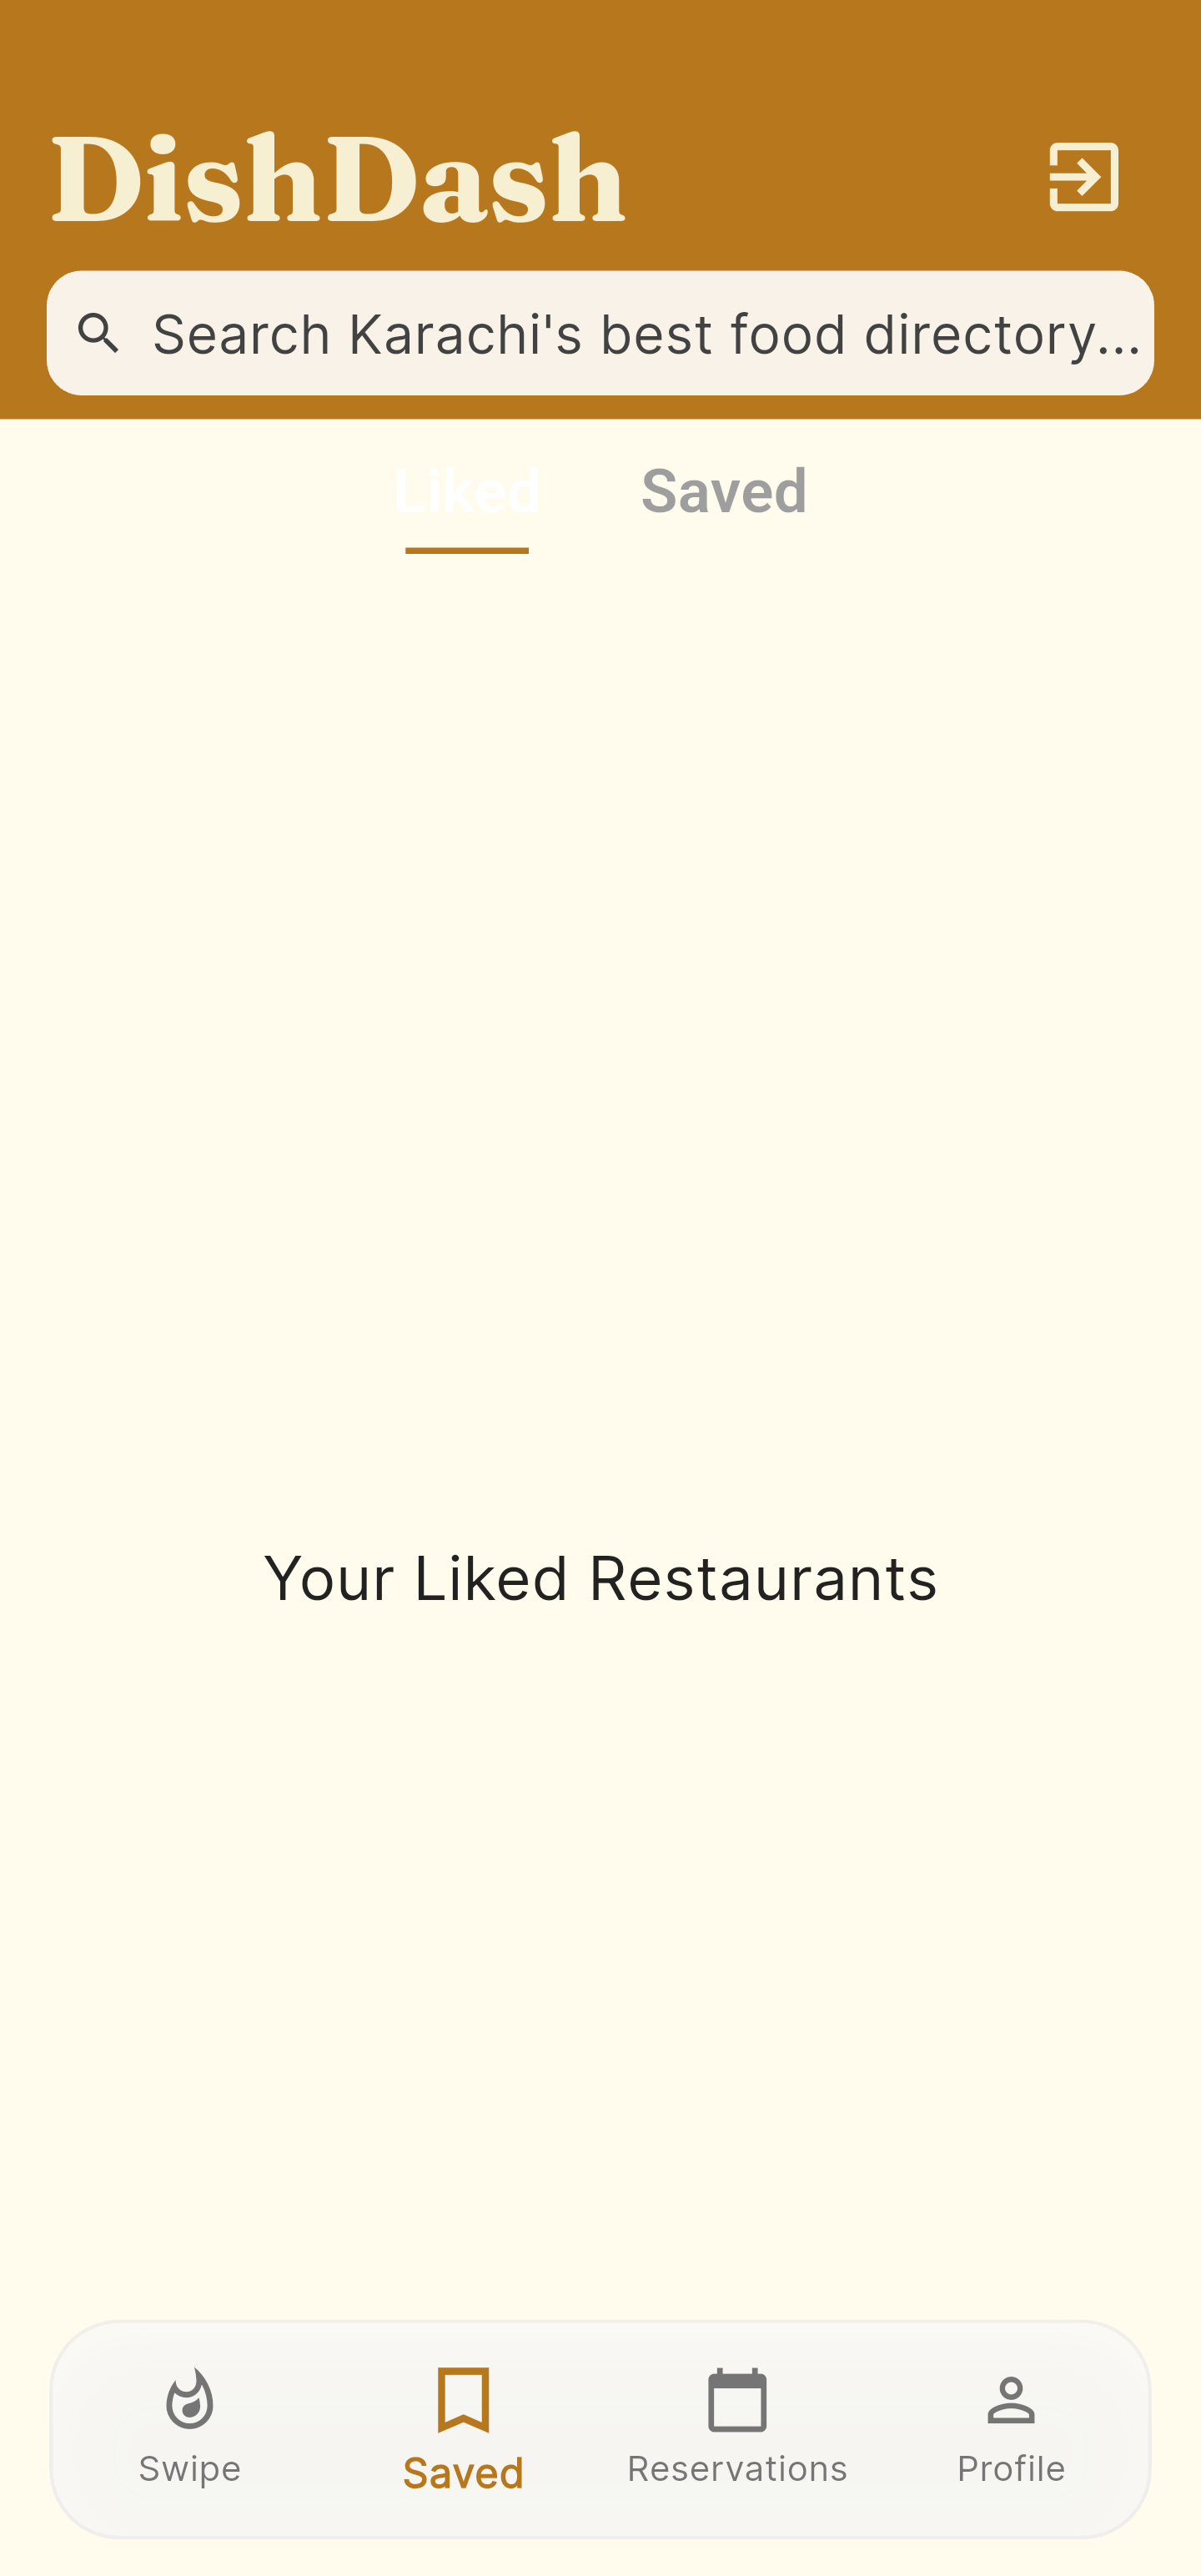 DishDash
Search Karachi's best food directory...
Liked Saved
Your Liked Restaurants
Swipe Saved Reservations Profile